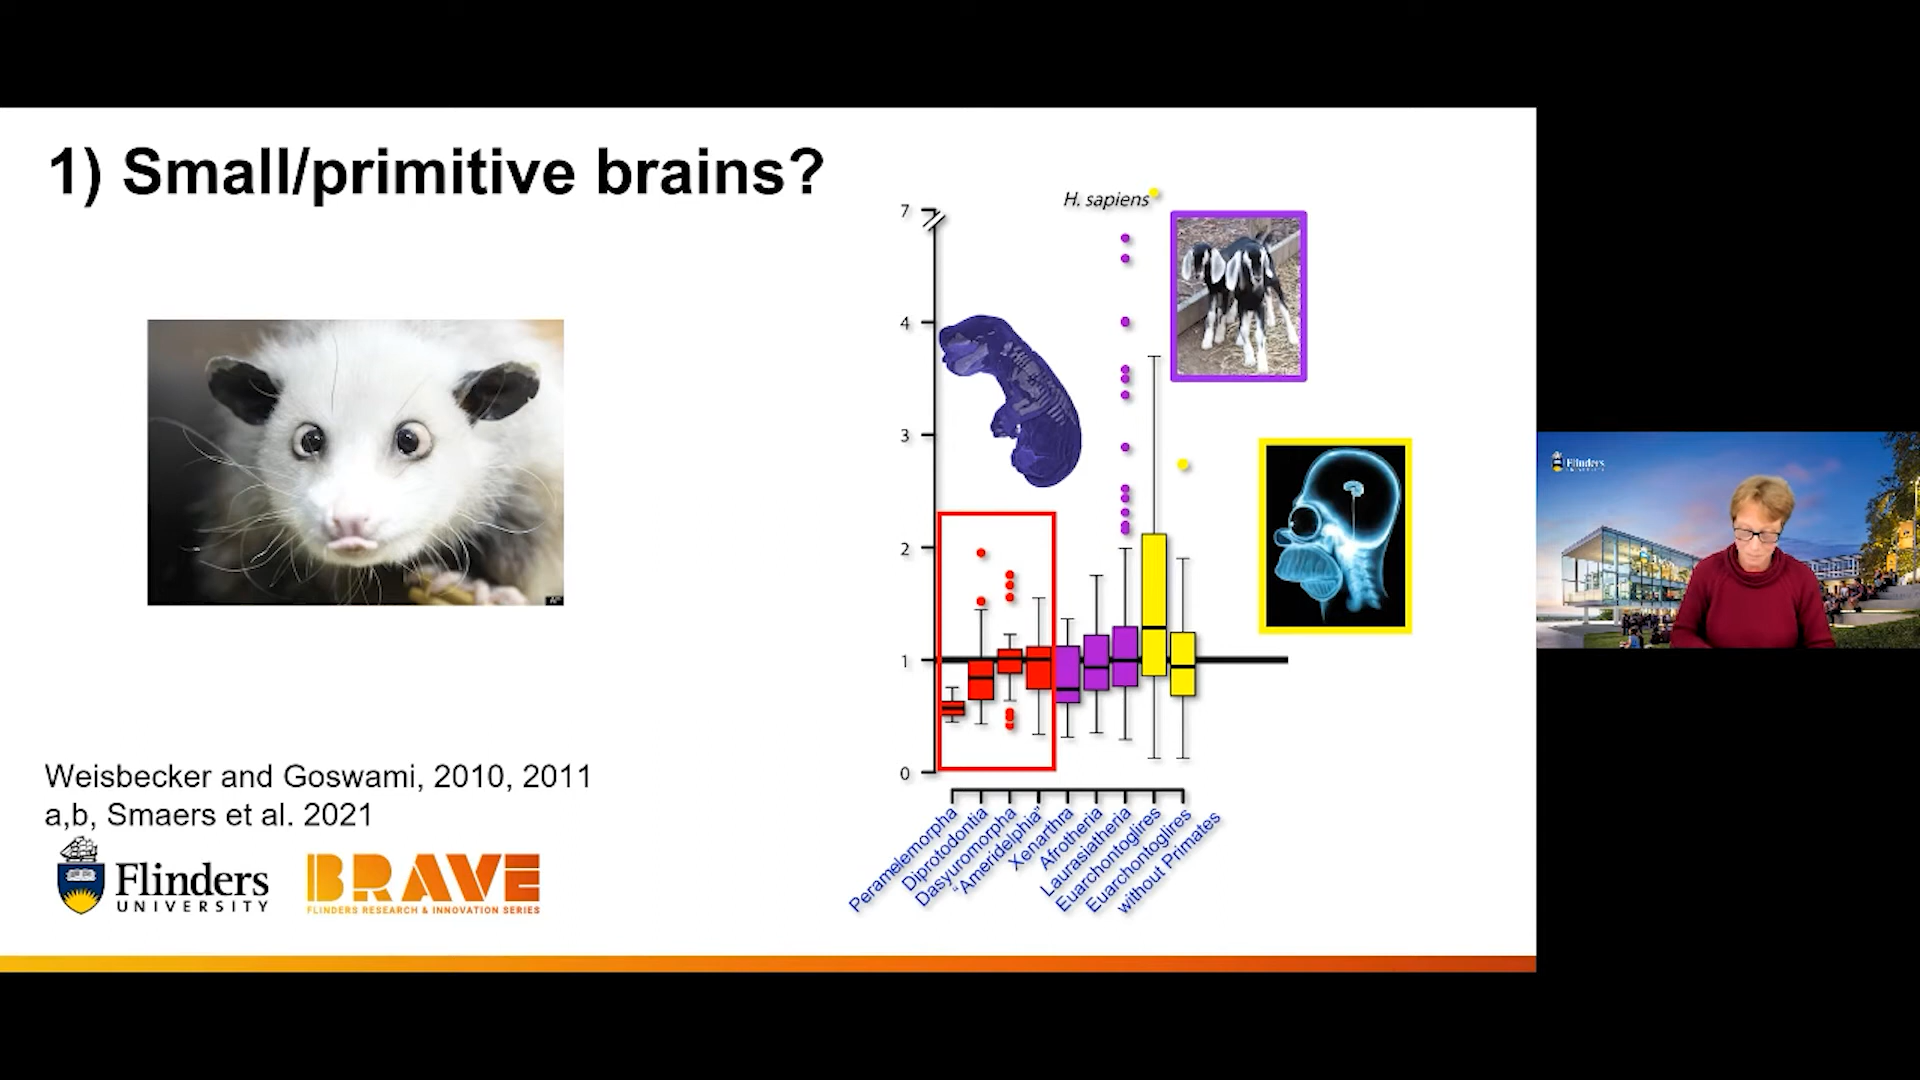 1) Small/primitive brains?
H. sapiens
7
4
3
2
1
0
Peramelemorpha
Diprotodontia
Dasyuromorpha
"Ameridelphia"
Xenarthra
Afrotheria
Laurasiatheria
Euarchontoglires
Euarchontoglires
without Primates
Weisbecker and Goswami, 2010, 2011
a,b, Smaers et al. 2021
Flinders
UNIVERSITY
BRAVE
FLINDERS RESEARCH & INNOVATION SERIES
Flinders